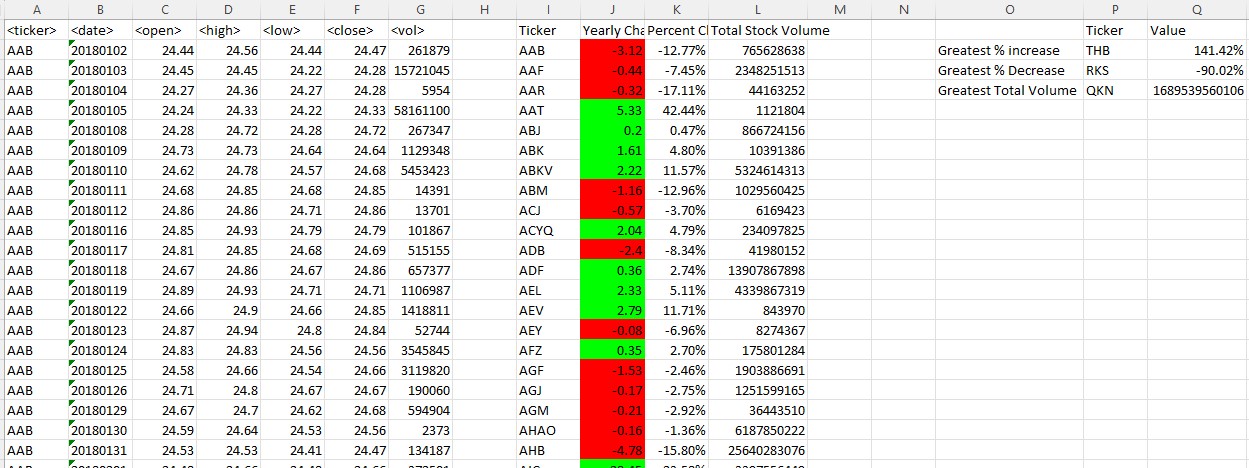 A B C D E F G H I J K L M N O P Q
<ticker> <date> <open> <high> <low> <close> <vol> Ticker Yearly Cha Percent Cl Total Stock Volume Ticker Value
AAB 20180102 24.44 24.56 24.44 24.47 261879 AAB -3.12 -12.77% 765628638 Greatest % increase THB 141.42%
AAB 20180103 24.45 24.45 24.22 24.28 15721045 AAF -0.44 -7.45% 2348251513 Greatest % Decrease RKS -90.02%
AAB 20180104 24.27 24.36 24.27 24.28 5954 AAR -0.32 -17.11% 44163252 Greatest Total Volume QKN 1689539560106
AAB 20180105 24.24 24.33 24.22 24.33 58161100 AAT 5.33 42.44% 1121804
AAB 20180108 24.28 24.72 24.28 24.72 267347 ABJ 0.2 0.47% 866724156
AAB 20180109 24.73 24.73 24.64 24.64 1129348 ABK 1.61 4.80% 10391386
AAB 20180110 24.62 24.78 24.57 24.68 5453423 ABKV 2.22 11.57% 5324614313
AAB 20180111 24.68 24.85 24.68 24.85 14391 ABM -1.16 -12.96% 1029560425
AAB 20180112 24.86 24.86 24.71 24.86 13701 ACJ -0.57 -3.70% 6169423
AAB 20180116 24.85 24.93 24.79 24.79 101867 ACYQ 2.04 4.79% 234097825
AAB 20180117 24.81 24.85 24.68 24.69 515155 ADB -2.4 -8.34% 41980152
AAB 20180118 24.67 24.86 24.67 24.86 657377 ADF 0.36 2.74% 13907867898
AAB 20180119 24.89 24.93 24.71 24.71 1106987 AEL 2.33 5.11% 4339867319
AAB 20180122 24.66 24.9 24.66 24.85 1418811 AEV 2.79 11.71% 843970
AAB 20180123 24.87 24.94 24.8 24.84 52744 AEY -0.08 -6.96% 8274367
AAB 20180124 24.83 24.83 24.56 24.56 3545845 AFZ 0.35 2.70% 175801284
AAB 20180125 24.58 24.66 24.54 24.66 3119820 AGF -1.53 -2.46% 1903886691
AAB 20180126 24.71 24.8 24.67 24.67 190060 AGJ -0.17 -2.75% 1251599165
AAB 20180129 24.67 24.7 24.62 24.68 594904 AGM -0.21 -2.92% 36443510
AAB 20180130 24.59 24.64 24.53 24.56 2373 AHAO -0.16 -1.36% 6187850222
AAB 20180131 24.53 24.53 24.41 24.47 134187 AHB -4.78 -15.80% 25640283076